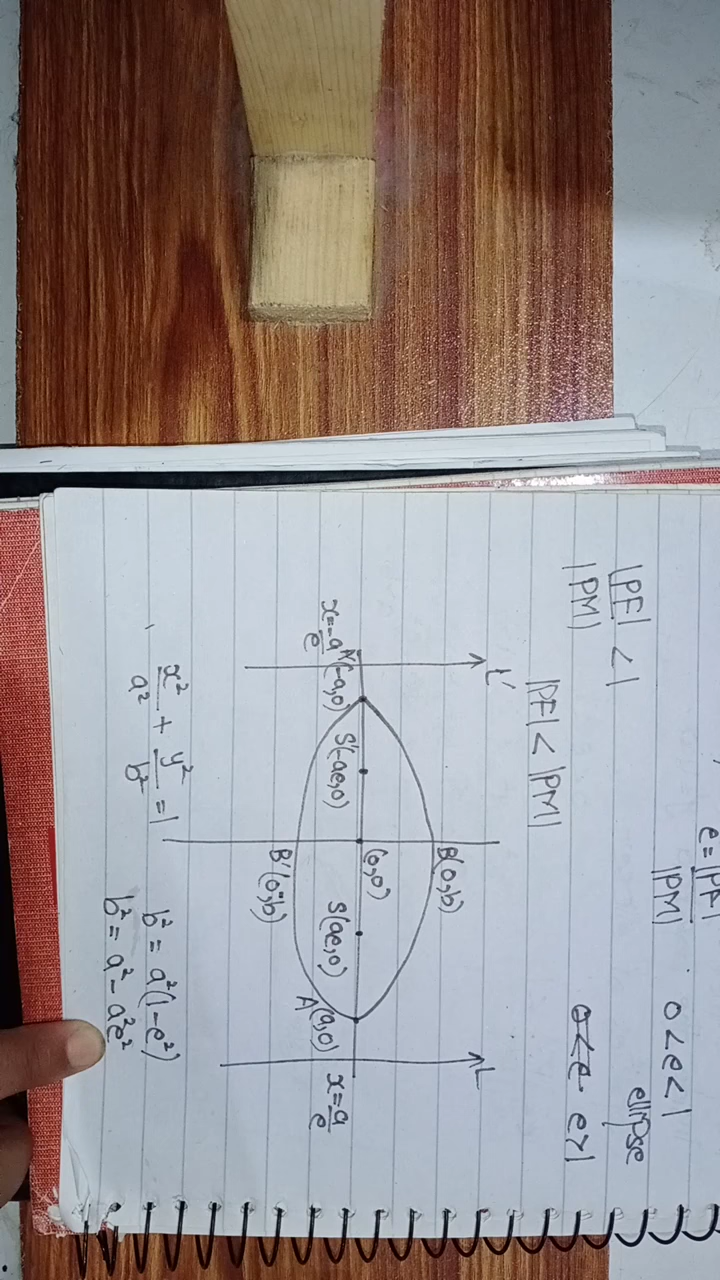 e = |PF|
|PM|
0<e<1
ellipse
|PF| < 1
|PM|
0<e e>1
|PF| < |PM|
L'
L
B(0,b)
x=-a
e
A'(-a,0)
S'(-ae,0)
(0,0)
S(ae,0)
A(a,0)
x=a
e
B'(0,-b)
x² + y² = 1
a² b²
b² = a²(1-e²)
b² = a² - a²e²